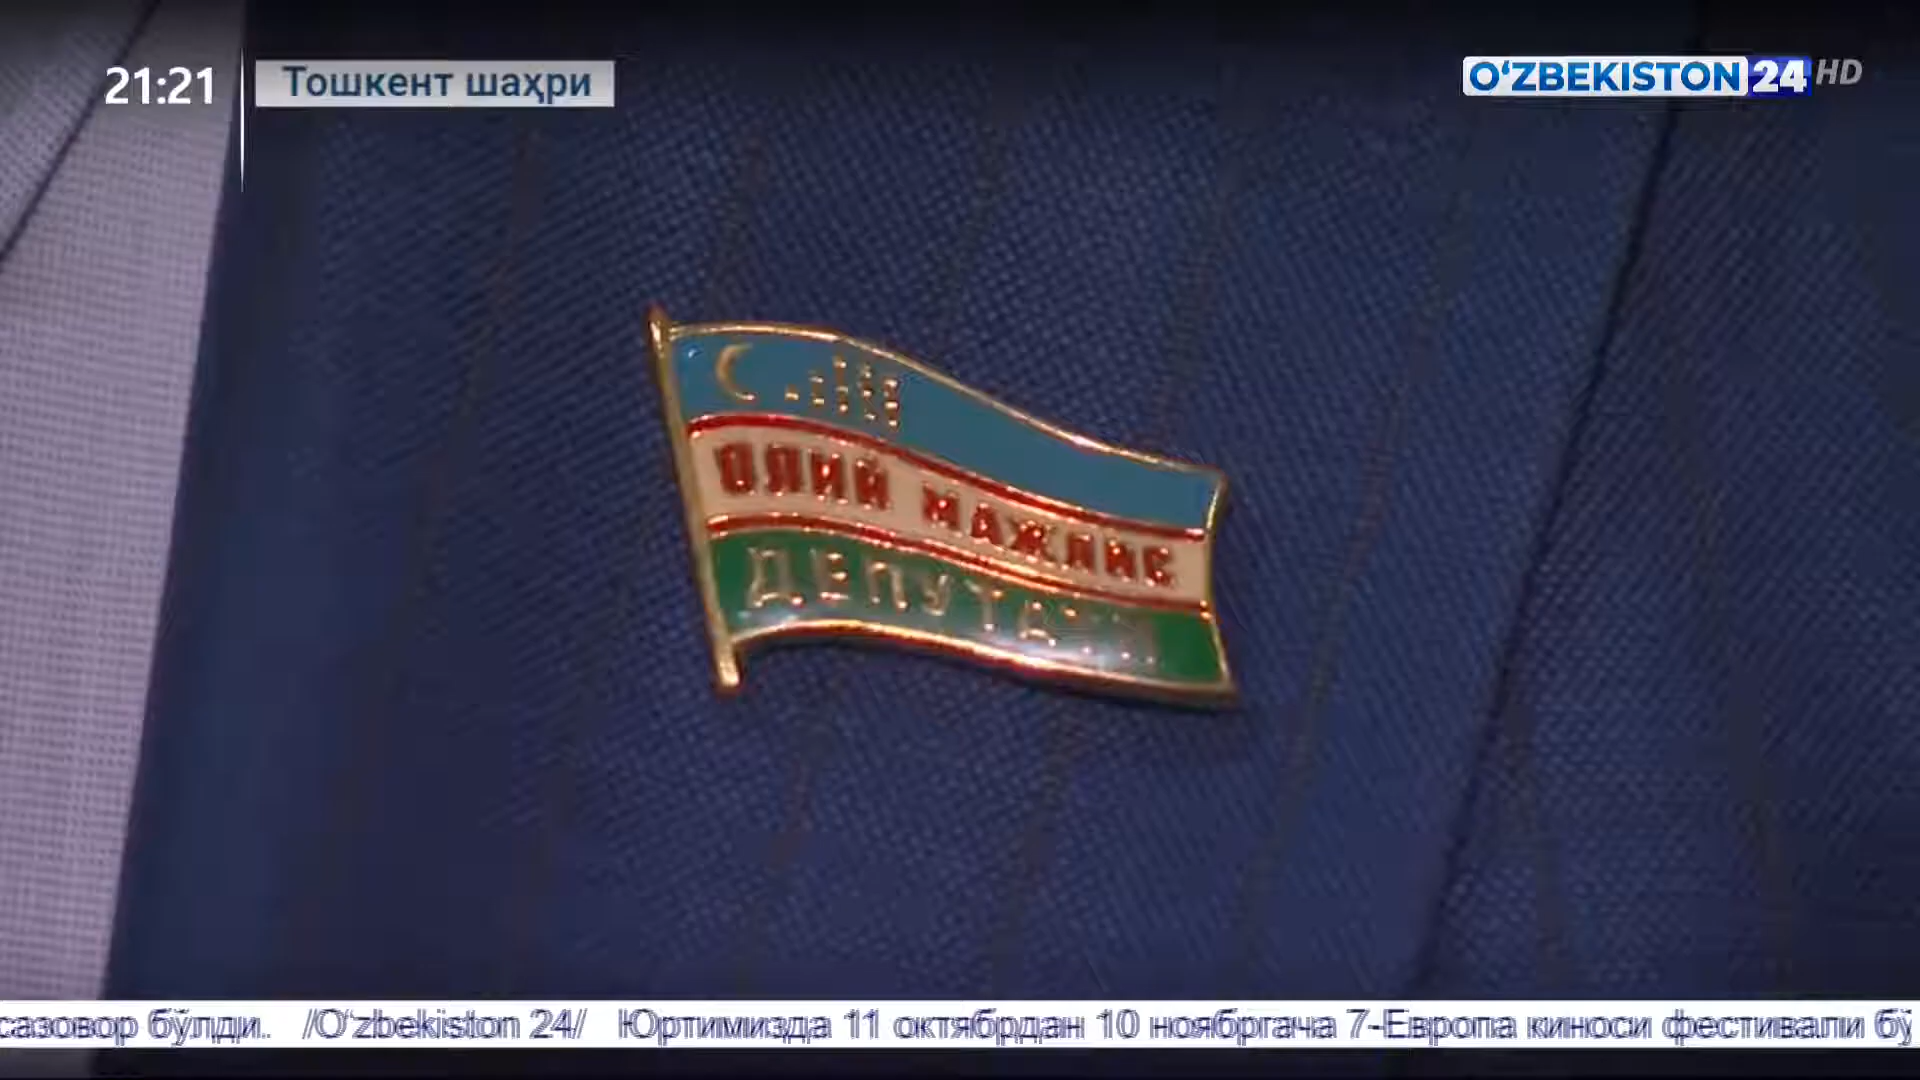 21:21
Тошкент шаҳри
O‘ZBEKISTON 24 HD
ОЛИЙ МАЖЛИС
ДЕПУТАТИ
сазовор бўлди. /O‘zbekiston 24/ Юртимизда 11 октябрдан 10 ноябргача 7-Европа киноси фестивали